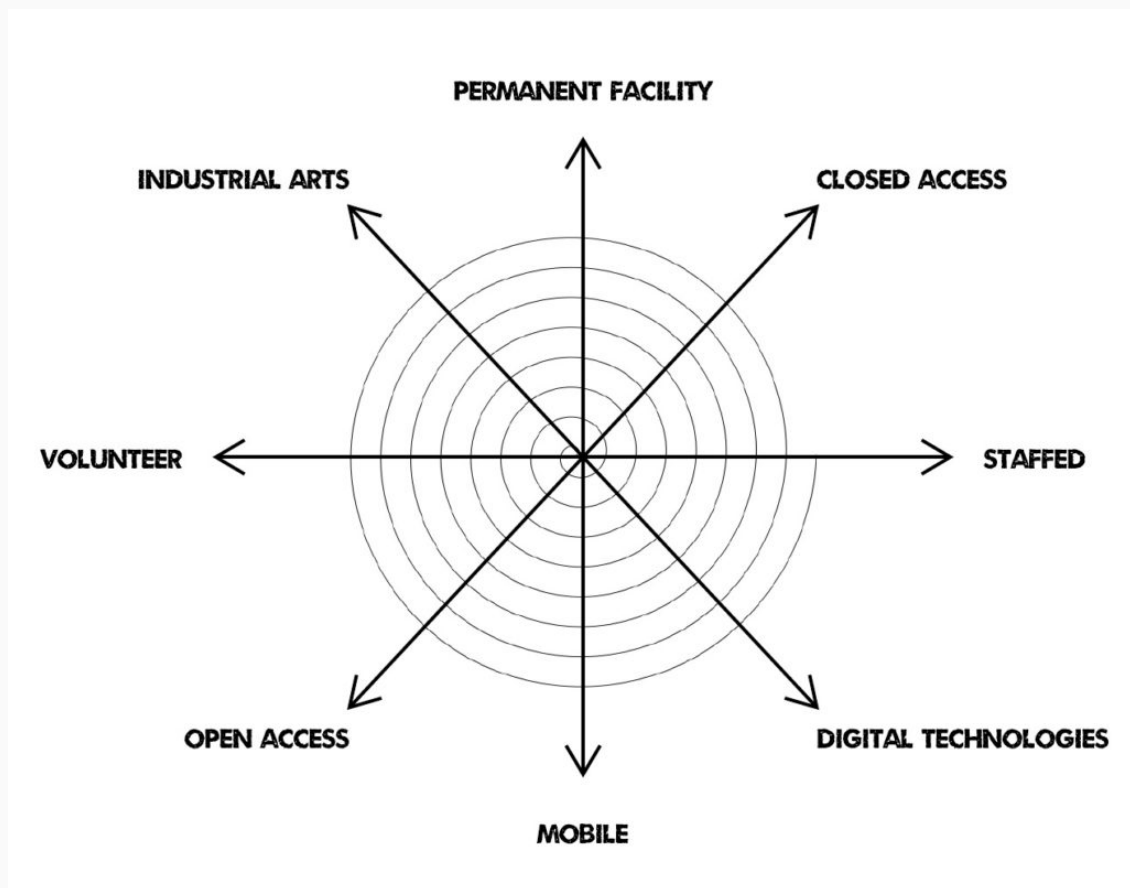 PERMANENT FACILITY
INDUSTRIAL ARTS
CLOSED ACCESS
VOLUNTEER
STAFFED
OPEN ACCESS
DIGITAL TECHNOLOGIES
MOBILE